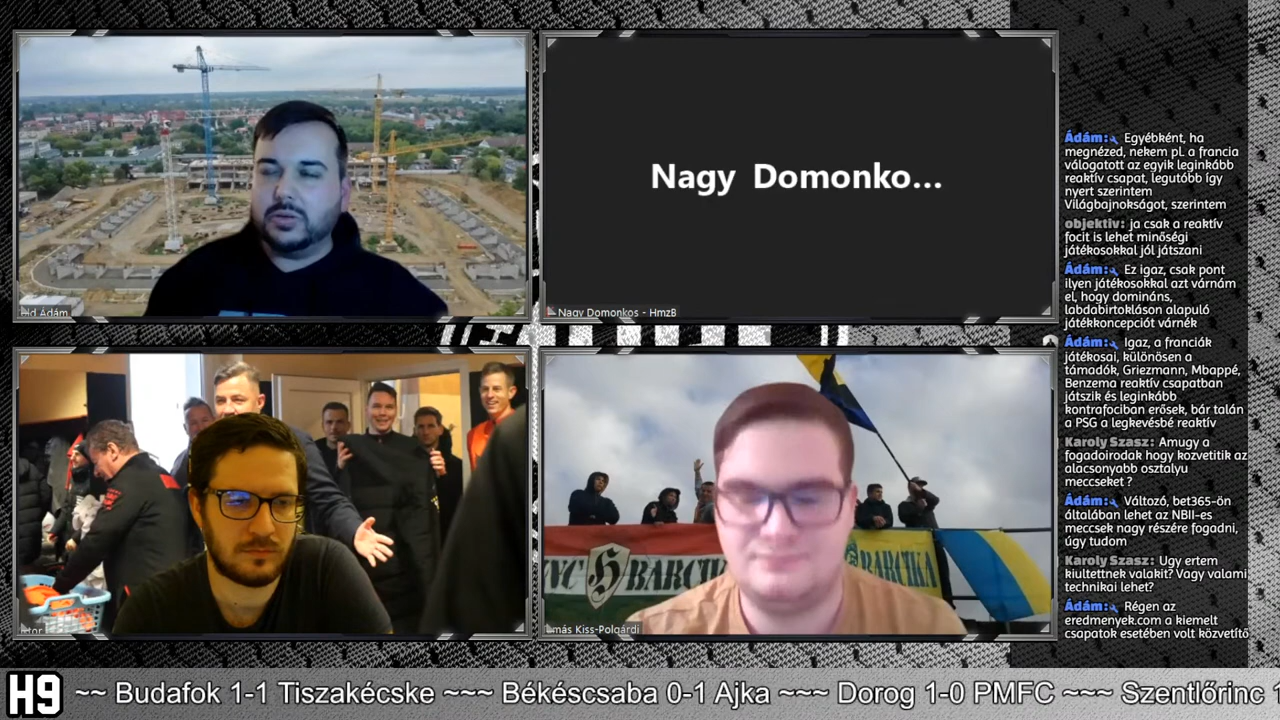 Nagy Domonko...
Nagy Domonkos - HmzB
Ádám:
más Kiss-Polgárdi
BARCIKA
Ádám: Egyébként, ha
megnézed, nekem pl. a francia
válogatott az egyik leginkább
reaktív csapat, legutóbb így
nyert szerintem
Világbajnokságot, szerintem
objektiv: ja csak a reaktív
focit is lehet minőségi
játékosokkal jól játszani
Ádám: Ez igaz, csak pont
ilyen játékosokkal azt várnám
el, hogy domináns,
labdabirtokláson alapuló
játékkoncepciót várnék
Ádám: Igaz, a franciák
játékosai, különösen a
támadók, Griezmann, Mbappé,
Benzema reaktív csapatban
játszik és leginkább
kontrafociban erősek, bár talán
a PSG a legkevésbé reaktív
Karoly Szasz: Amugy a
fogadoirodak hogy kozvetitik az
alacsonyabb osztalyu
meccseket ?
Ádám: Változó, bet365-ön
általában lehet az NBII-es
meccsek nagy részére fogadni,
úgy tudom
Karoly Szasz: Ugy ertem
kiultettnek valakit? Vagy valami
technikai lehet?
Ádám: Régen az
eredmenyek.com a kiemelt
csapatok esetében volt közvetítő
H9 ~~ Budafok 1-1 Tiszakécske ~~~ Békéscsaba 0-1 Ajka ~~~ Dorog 1-0 PMFC ~~~ Szentlőrinc 1